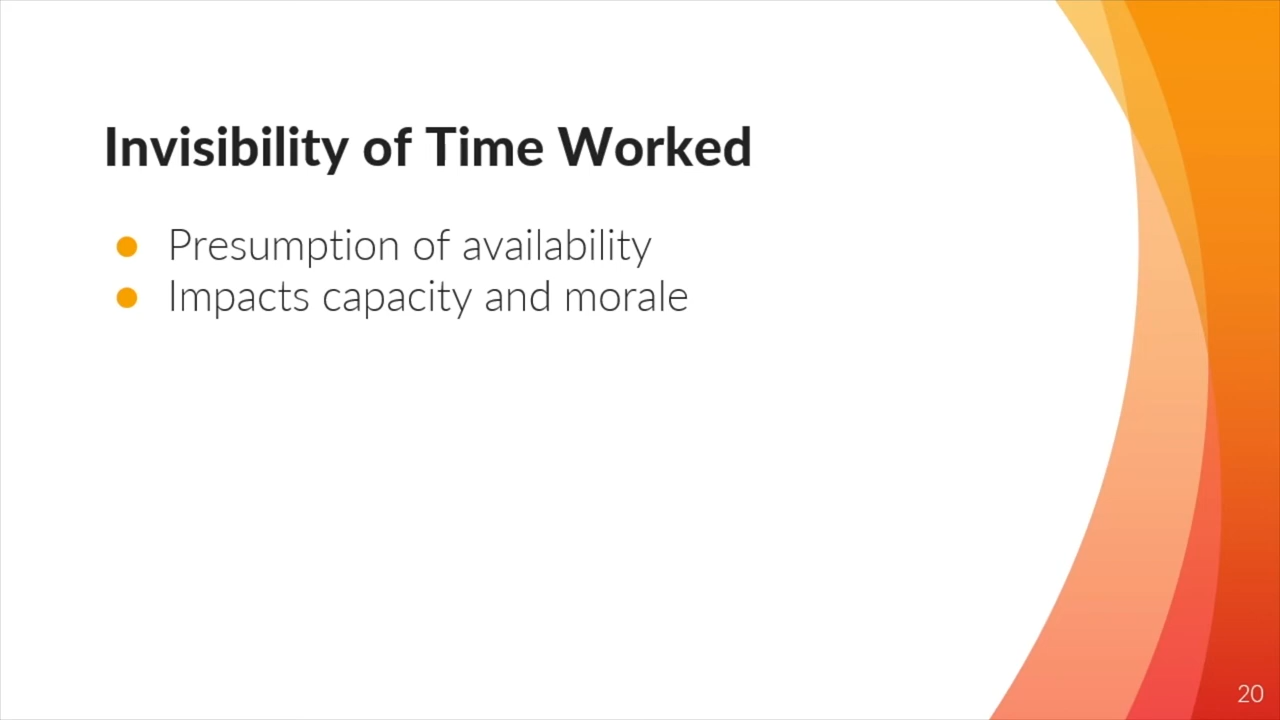 Invisibility of Time Worked
● Presumption of availability
● Impacts capacity and morale
20